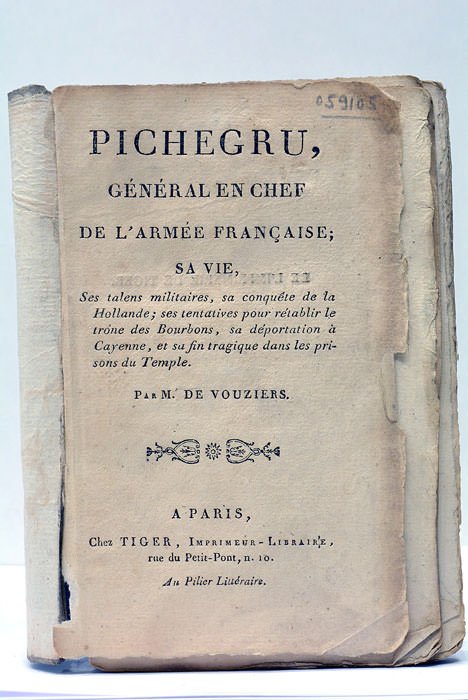 059105
PICHEGRU,
GÉNÉRAL EN CHEF
DE L'ARMÉE FRANÇAISE;
SA VIE,
Ses talens militaires, sa conquête de la
Hollande; ses tentatives pour rétablir le
trône des Bourbons, sa déportation à
Cayenne, et sa fin tragique dans les pri-
sons du Temple.
PAR M. DE VOUZIERS.
A PARIS,
Chez TIGER, IMPRIMEUR-LIBRAIRE,
rue du Petit-Pont, n. 10.
Au Pilier Littéraire.